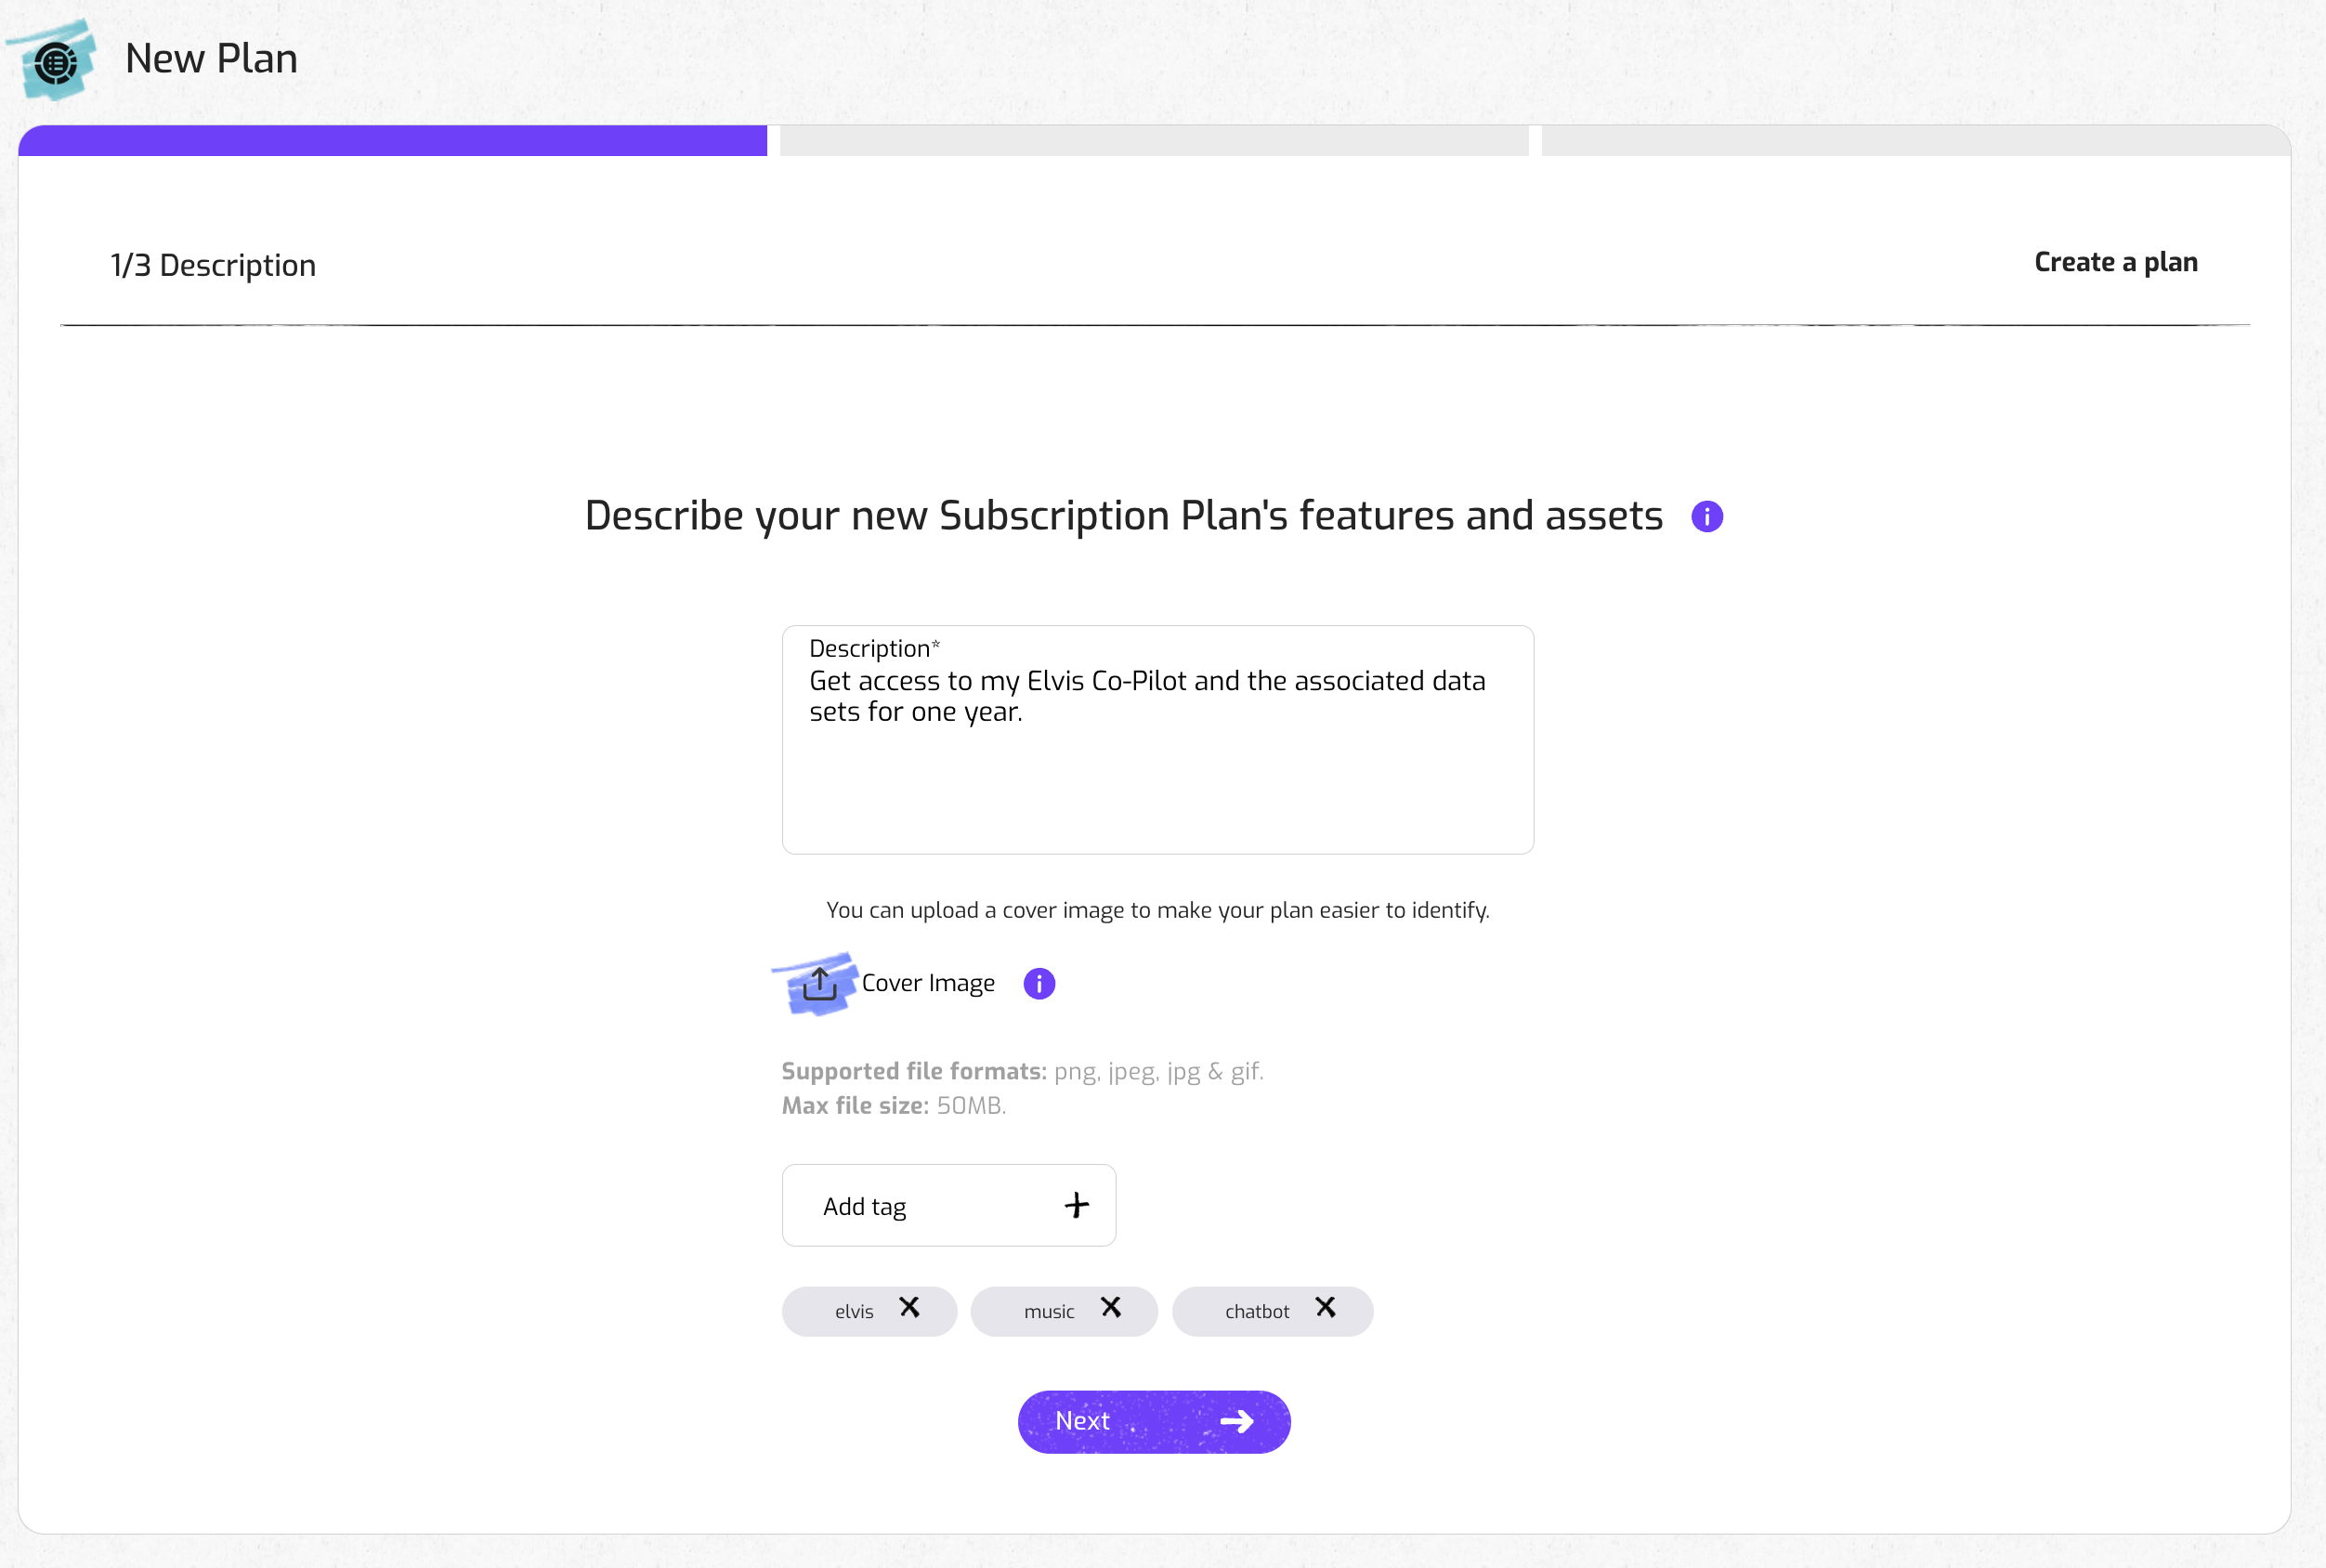 New Plan
1/3 Description
Create a plan
Describe your new Subscription Plan's features and assets
Description*
Get access to my Elvis Co-Pilot and the associated data
sets for one year.
You can upload a cover image to make your plan easier to identify.
Cover Image
Supported file formats: png, jpeg, jpg & gif.
Max file size: 50MB.
Add tag
elvis
music
chatbot
Next